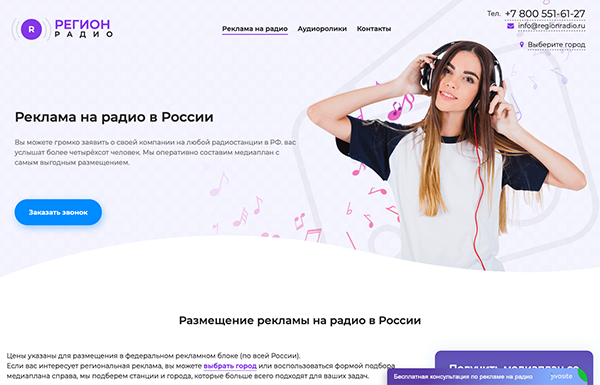 R
РЕГИОН
РАДИО
Реклама на радио
Аудиоролики
Контакты
Тел. +7 800 551-61-27
info@regionradio.ru
Выберите город
Реклама на радио в России
Вы можете громко заявить о своей компании на любой радиостанции в РФ, вас
услышат более четырёхсот человек. Мы оперативно составим медиаплан с
самым выгодным размещением.
Заказать звонок
Размещение рекламы на радио в России
Цены указаны для размещения в федеральном рекламном блоке (по всей России).
Если вас интересует региональная реклама, вы можете выбрать город или воспользоваться формой подбора
медиаплана справа, мы подберем станции и города, которые больше всего подходят для ваших задач.
Получить медиаплан со
Бесплатная консультация по рекламе на радио